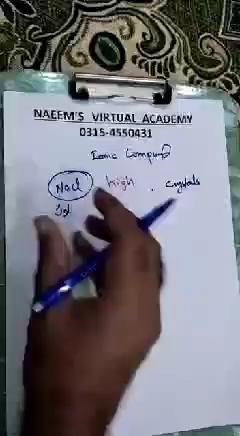 NAEEM'S VIRTUAL ACADEMY
0315-4550431
Ionic Compound
Nacl high . crystals